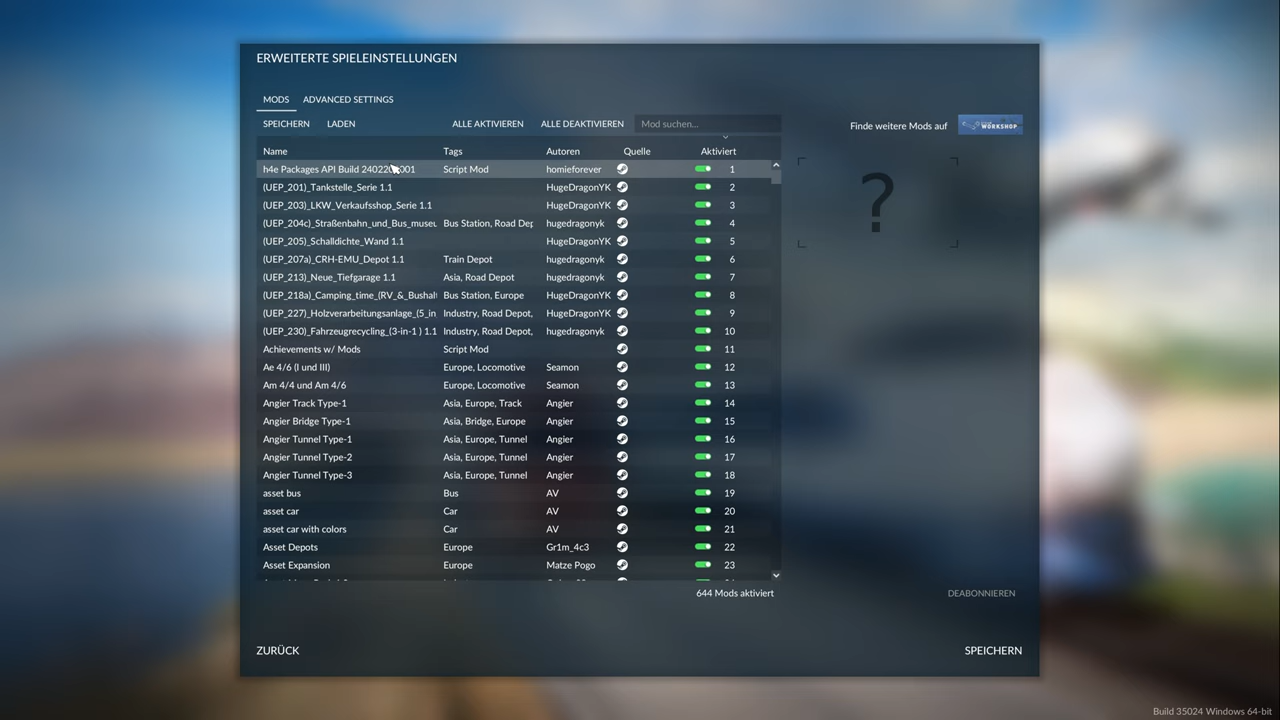 ERWEITERTE SPIELEINSTELLUNGEN
MODS ADVANCED SETTINGS
SPEICHERN LADEN ALLE AKTIVIEREN ALLE DEAKTIVIEREN Mod suchen... Finde weitere Mods auf WORKSHOP
Name Tags Autoren Quelle Aktiviert
h4e Packages API Build Script Mod homieforever 1
(UEP_201)_Tankstelle_Serie 1.1 HugeDragonYK 2
(UEP_203)_LKW_Verkaufsshop_Serie 1.1 HugeDragonYK 3
(UEP_204c)_Straßenbahn_und_Bus_museu Bus Station, Road Dep hugedragonyk 4
(UEP_205)_Schalldichte_Wand 1.1 HugeDragonYK 5
(UEP_207a)_CRH-EMU_Depot 1.1 Train Depot hugedragonyk 6
(UEP_213)_Neue_Tiefgarage 1.1 Asia, Road Depot hugedragonyk 7
(UEP_218a)_Camping_time_(RV_&_Bushalt Bus Station, Europe HugeDragonYK 8
(UEP_227)_Holzverarbeitungsanlage_(5_in_ Industry, Road Depot, HugeDragonYK 9
(UEP_230)_Fahrzeugrecycling_(3-in-1 ) 1.1 Industry, Road Depot, hugedragonyk 10
Achievements w/ Mods Script Mod 11
Ae 4/6 (I und III) Europe, Locomotive Seamon 12
Am 4/4 und Am 4/6 Europe, Locomotive Seamon 13
Angier Track Type-1 Asia, Europe, Track Angier 14
Angier Bridge Type-1 Asia, Bridge, Europe Angier 15
Angier Tunnel Type-1 Asia, Europe, Tunnel Angier 16
Angier Tunnel Type-2 Asia, Europe, Tunnel Angier 17
Angier Tunnel Type-3 Asia, Europe, Tunnel Angier 18
asset bus Bus AV 19
asset car Car AV 20
asset car with colors Car AV 21
Asset Depots Europe Gr1m_4c3 22
Asset Expansion Europe Matze Pogo 23
644 Mods aktiviert DEABONNIEREN
ZURÜCK SPEICHERN
Build 35024 Windows 64-bit